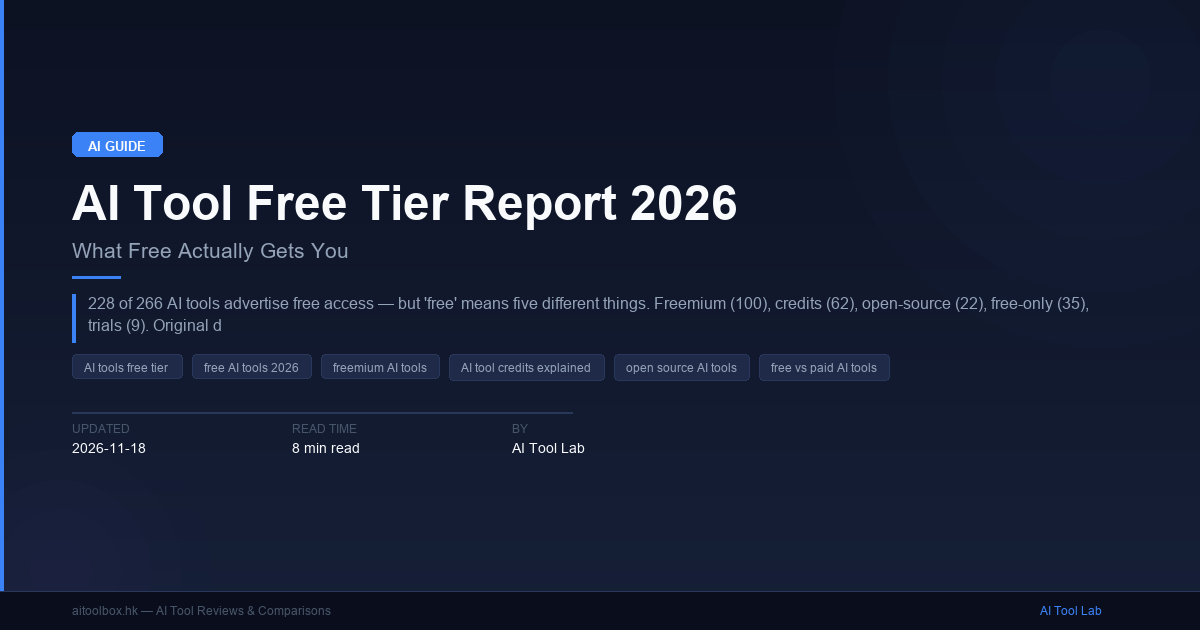 AI GUIDE
AI Tool Free Tier Report 2026
What Free Actually Gets You
228 of 266 AI tools advertise free access — but 'free' means five different things. Freemium (100), credits (62), open-source (22), free-only (35),
trials (9). Original d
AI tools free tier
free AI tools 2026
freemium AI tools
AI tool credits explained
open source AI tools
free vs paid AI tools
UPDATED
READ TIME
BY
2026-11-18
8 min read
AI Tool Lab
aitoolbox.hk — AI Tool Reviews & Comparisons
AI Tool Lab